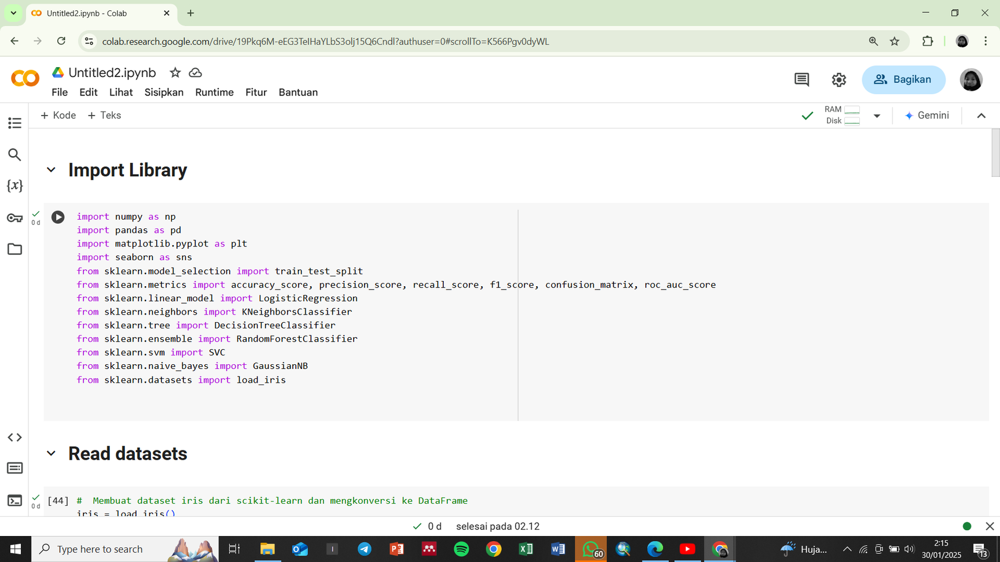 Untitled2.ipynb - Colab
colab.research.google.com/drive/19Pkq6M-eEG3TeIHaYLbS3olj15Q6Cndl?authuser=0#scrollTo=K566Pgv0dyWL
Untitled2.ipynb
File Edit Lihat Sisipkan Runtime Fitur Bantuan
Bagikan
+ Kode + Teks
RAM
Disk
Gemini
{x}
Import Library
0 d
import numpy as np
import pandas as pd
import matplotlib.pyplot as plt
import seaborn as sns
from sklearn.model_selection import train_test_split
from sklearn.metrics import accuracy_score, precision_score, recall_score, f1_score, confusion_matrix, roc_auc_score
from sklearn.linear_model import LogisticRegression
from sklearn.neighbors import KNeighborsClassifier
from sklearn.tree import DecisionTreeClassifier
from sklearn.ensemble import RandomForestClassifier
from sklearn.svm import SVC
from sklearn.naive_bayes import GaussianNB
from sklearn.datasets import load_iris
Read datasets
0 d
[44] # Membuat dataset iris dari scikit-learn dan mengkonversi ke DataFrame
iris = load_iris()
0 d selesai pada 02.12
Type here to search
60
Huja...
2:15
30/01/2025
13